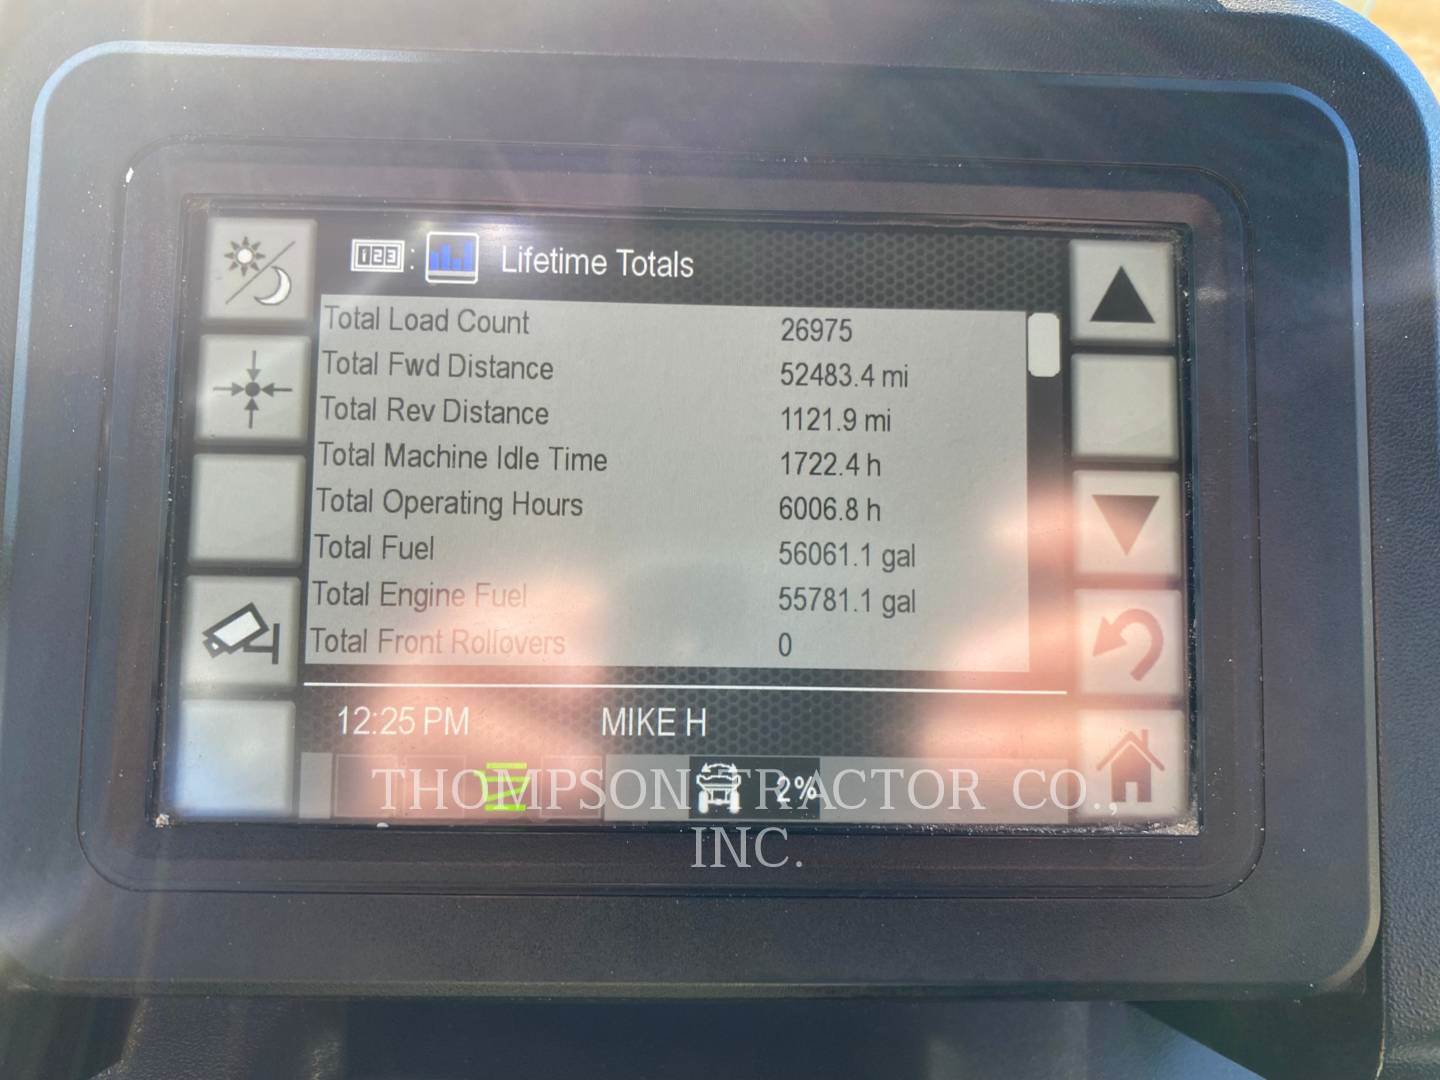 123 : Lifetime Totals
Total Load Count 26975
Total Fwd Distance 52483.4 mi
Total Rev Distance 1121.9 mi
Total Machine Idle Time 1722.4 h
Total Operating Hours 6006.8 h
Total Fuel 56061.1 gal
Total Engine Fuel 55781.1 gal
Total Front Rollovers 0
12:25 PM MIKE H
2%
THOMPSON TRACTOR CO.,
INC.